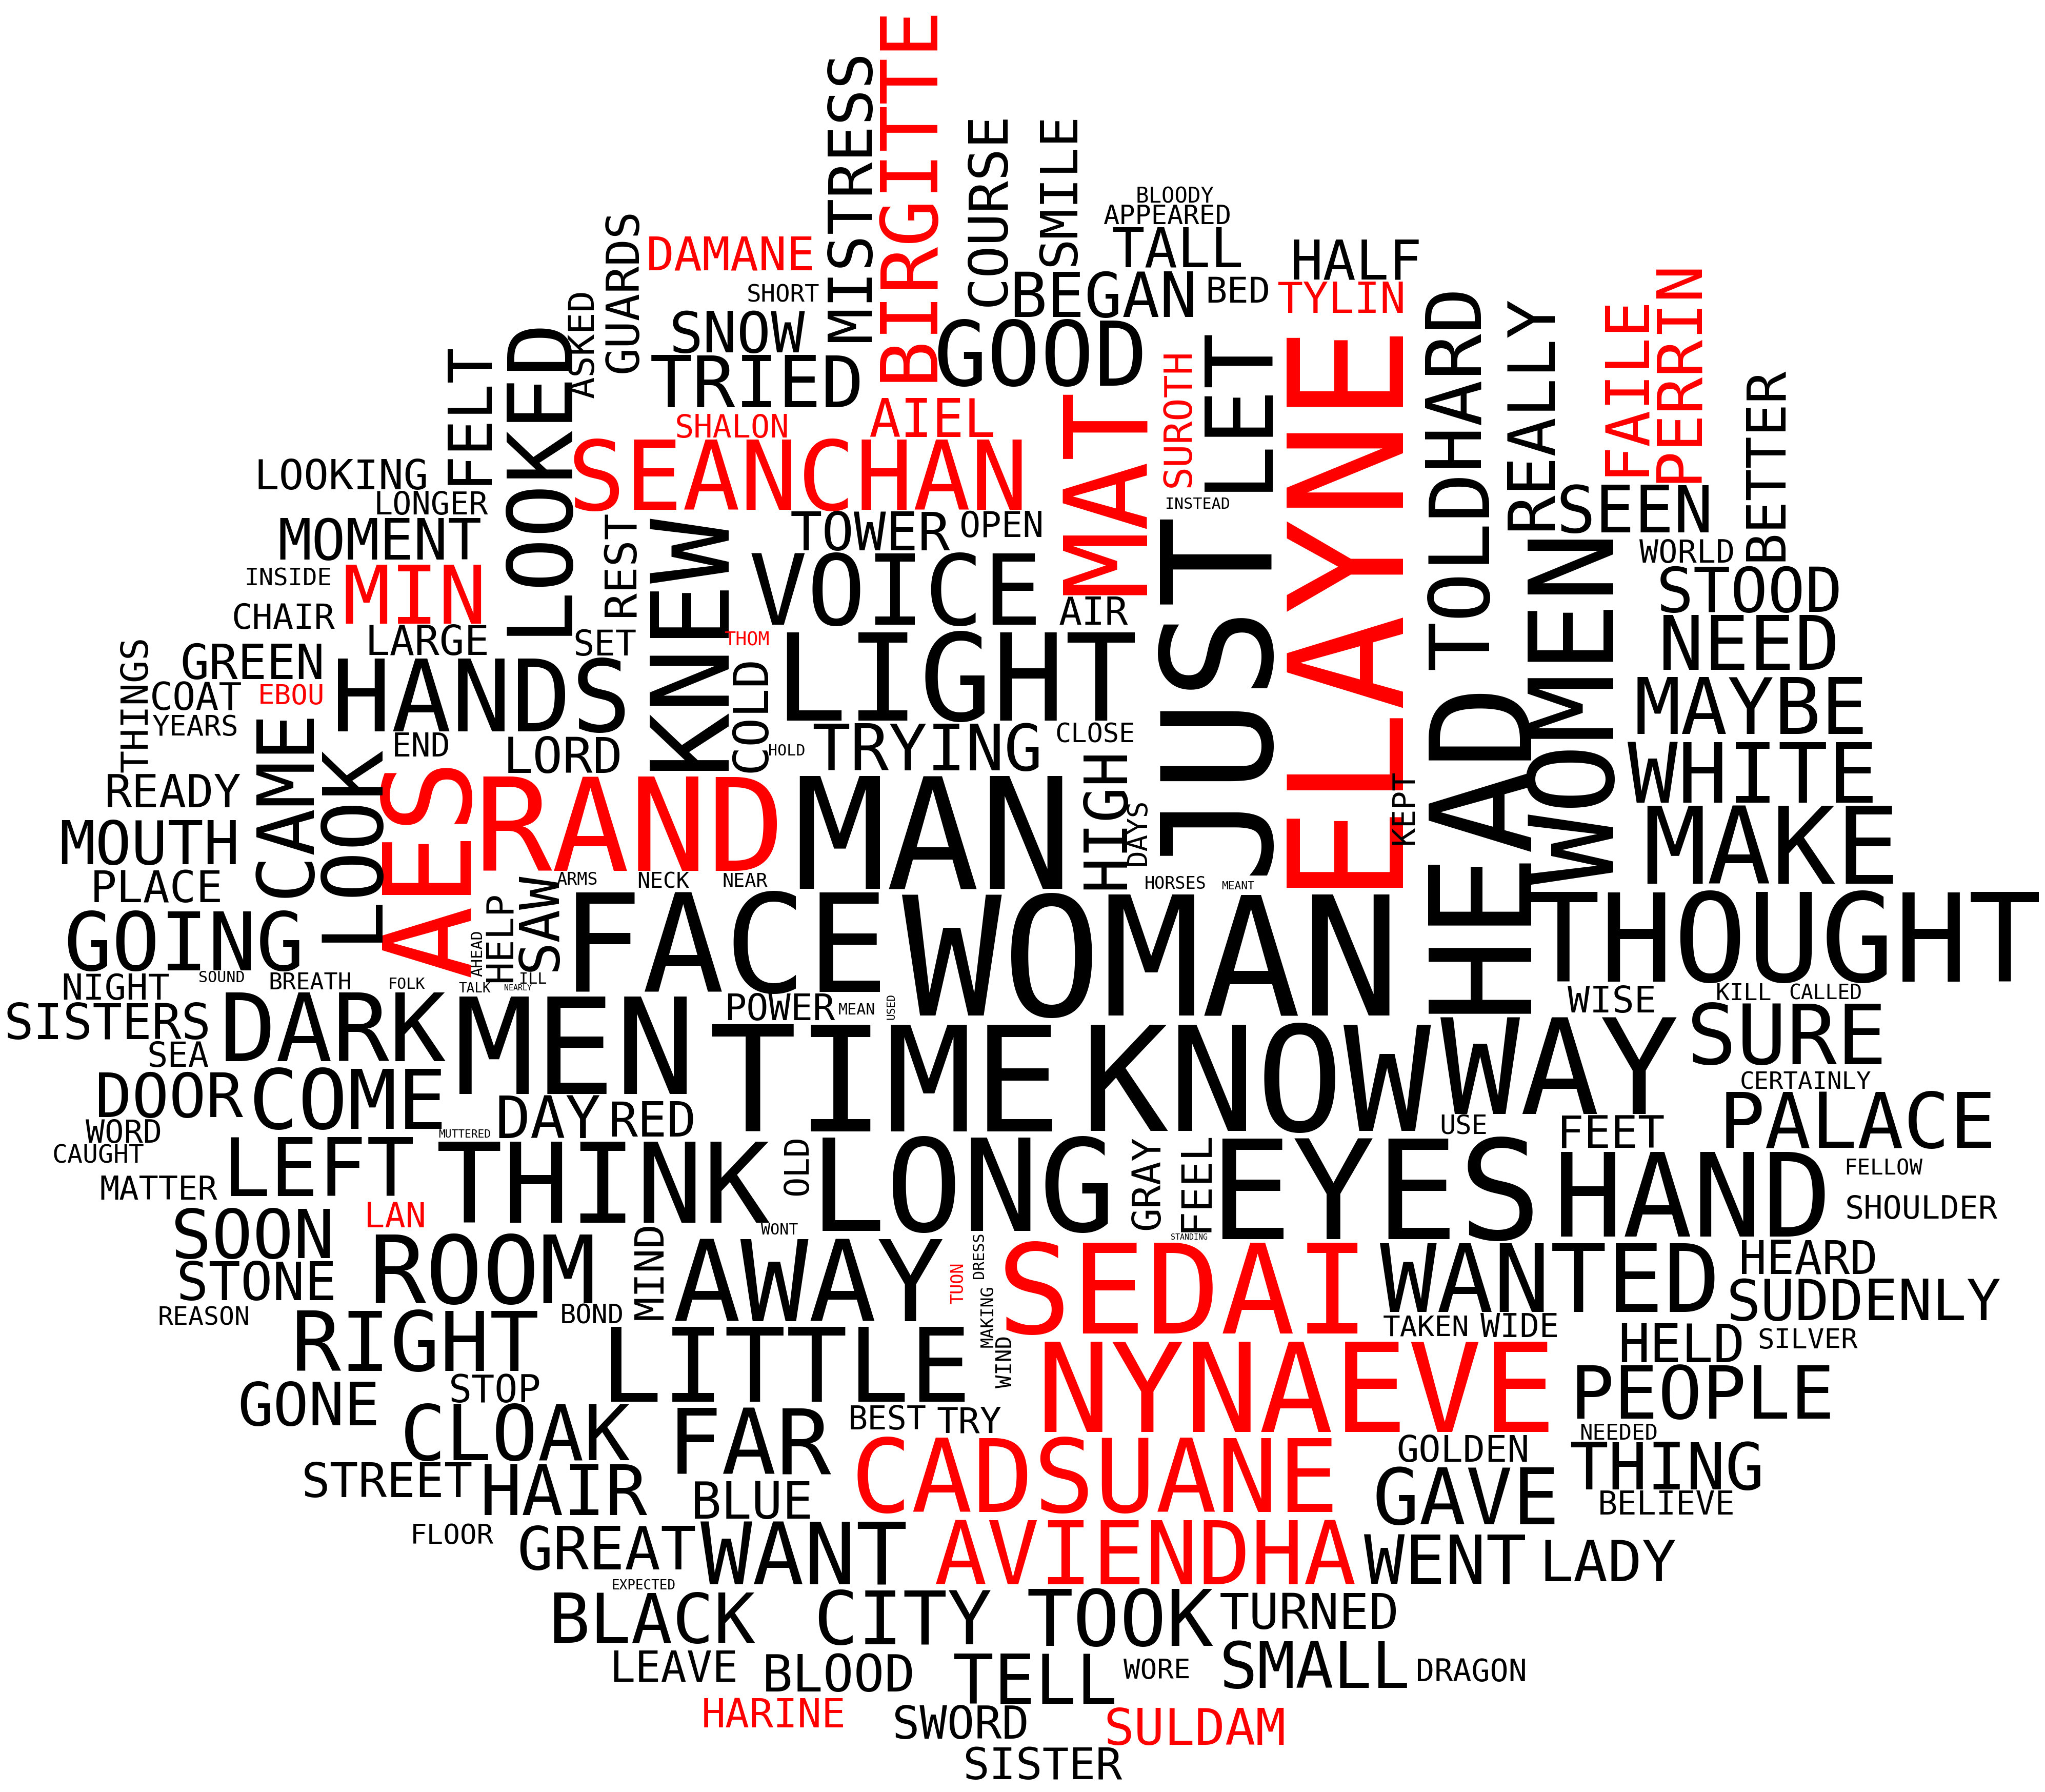 BIRGITTE
MISTRESS
COURSE
SMILE
BLOODY
APPEARED
TALL
HALF
GUARDS
DAMANE
SHORT
BEGAN
BED
TYLIN
ASKED
SNOW
TRIED
GOOD
LET
HARD
REALLY
FAILE
PERRIN
FELT
LOOKED
SHALON
AIEL
MAT
SUROTH
ELAYNE
BETTER
LOOKING
LONGER
SEANCHAN
INSTEAD
TOLD
SEEN
MOMENT
REST
KNEW
TOWER
OPEN
JUST
WOMEN
WORLD
INSIDE
MIN
VOICE
STOOD
CHAIR
LARGE
SET
THOM
AIR
NEED
THINGS
GREEN
COAT
EBOU
HANDS
COLD
LIGHT
HEAD
MAYBE
YEARS
CAME
END
LORD
HOLD
TRYING
CLOSE
HIGH
WHITE
READY
LOOK
AES
RAND
MAN
DAYS
KEPT
MAKE
MOUTH
PLACE
SAW
ARMS
NECK
NEAR
HORSES
MEANT
GOING
AHEAD
HELP
FACE
WOMAN
THOUGHT
NIGHT
SOUND
BREATH
FOLK
TALK
ILL
NEARLY
WISE
KILL
CALLED
SISTERS
DARK
MEN
POWER
MEAN
USED
SURE
SEA
TIME
KNOW
WAY
CERTAINLY
DOOR
COME
DAY
RED
USE
FEET
PALACE
WORD
MUTTERED
CAUGHT
LEFT
THINK
OLD
LONG
GRAY
FEEL
EYES
HAND
FELLOW
MATTER
SHOULDER
SOON
LAN
WONT
STANDING
STONE
ROOM
MIND
AWAY
TUON
DRESS
SEDAI
WANTED
HEARD
SUDDENLY
REASON
BOND
MAKING
TAKEN
WIDE
RIGHT
LITTLE
WIND
NYNAEVE
HELD
SILVER
GONE
STOP
PEOPLE
CLOAK
FAR
BEST
TRY
NEEDED
STREET
HAIR
BLUE
CADSUANE
GOLDEN
GAVE
THING
BELIEVE
FLOOR
GREAT
WANT
AVIENDHA
WENT
LADY
EXPECTED
BLACK
CITY
TOOK
TURNED
LEAVE
BLOOD
TELL
WORE
SMALL
DRAGON
HARINE
SWORD
SULDAM
SISTER